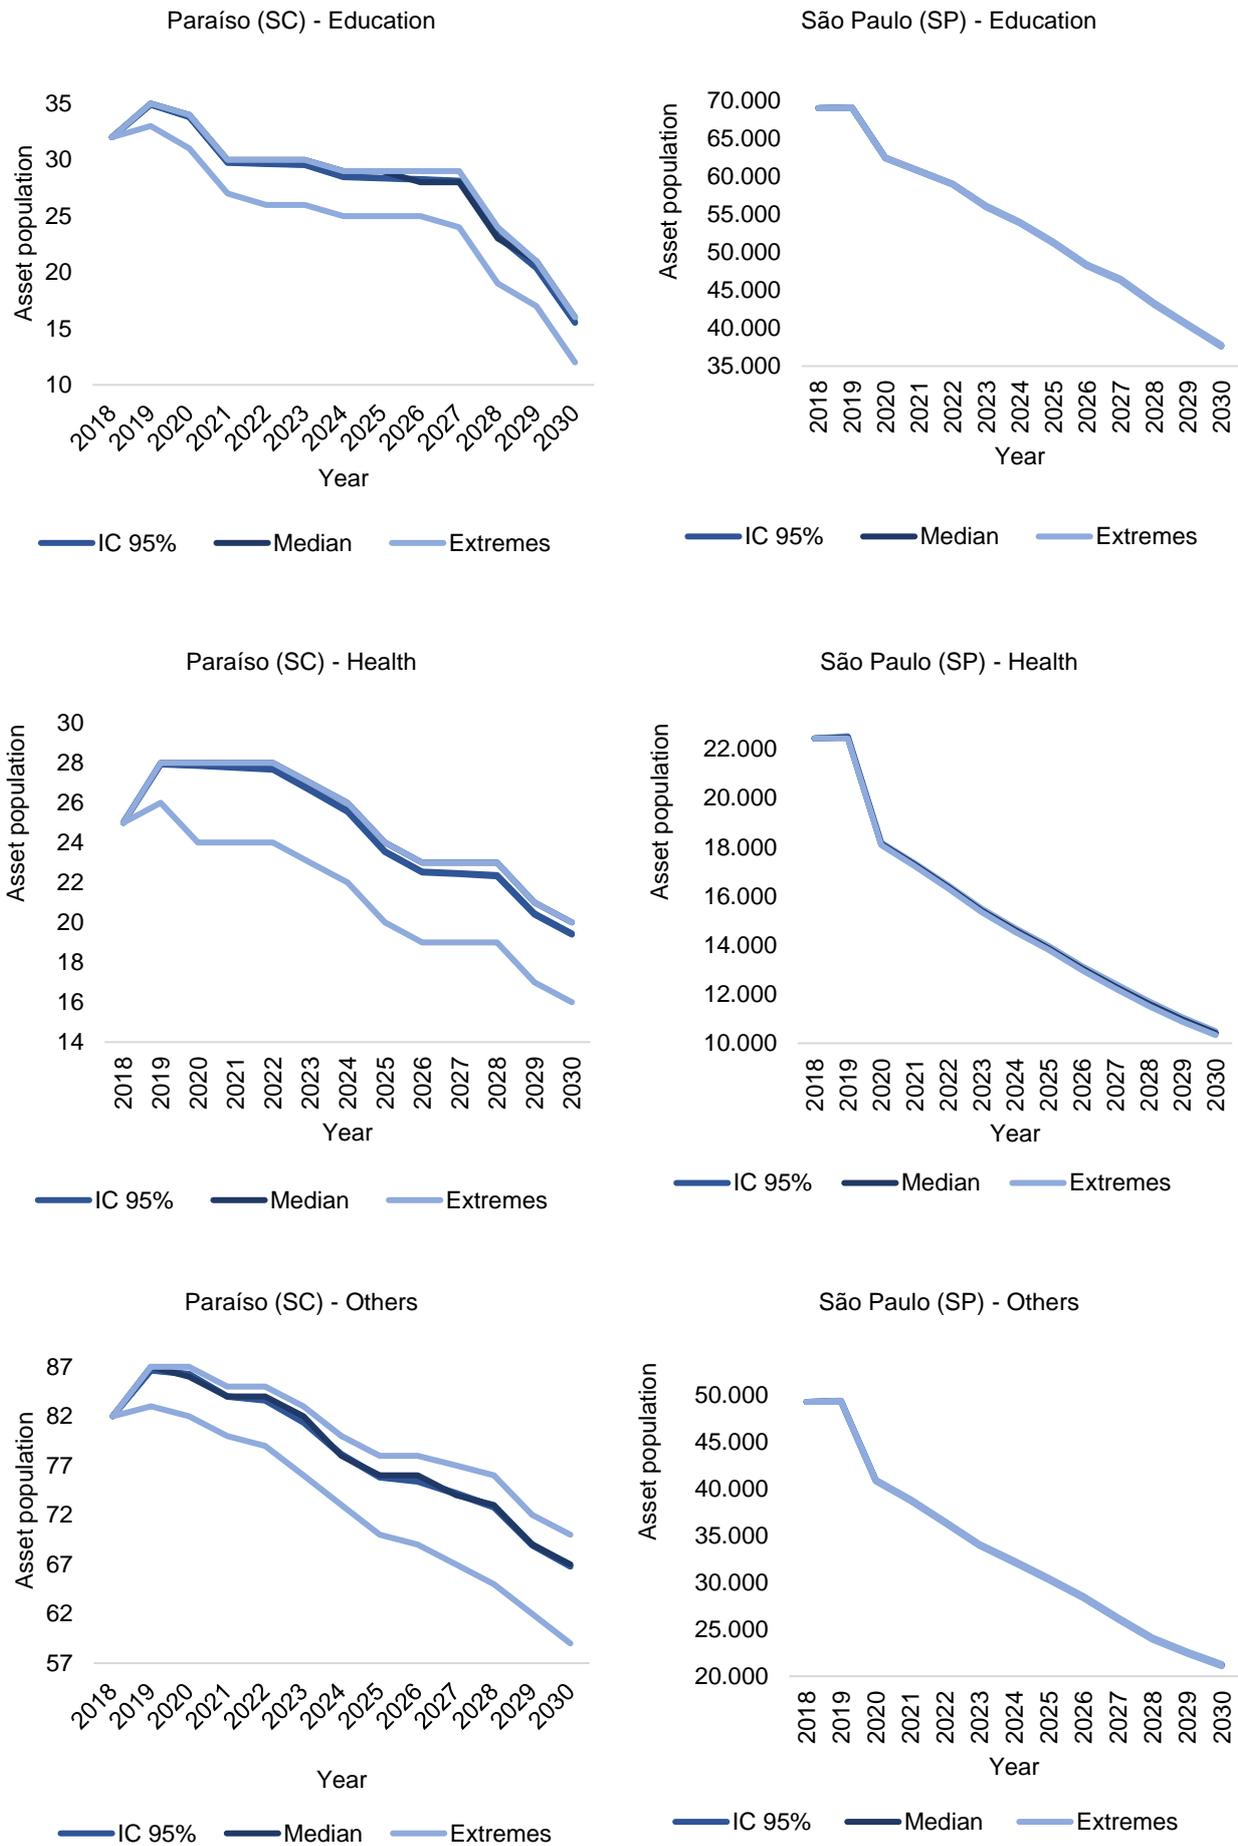 Paraíso (SC) - Education
Asset population
35
30
25
20
15
10
2018 2019 2020 2021 2022 2023 2024 2025 2026 2027 2028 2029 2030
Year
IC 95% Median Extremes
São Paulo (SP) - Education
Asset population
70.000
65.000
60.000
55.000
50.000
45.000
40.000
35.000
2018 2019 2020 2021 2022 2023 2024 2025 2026 2027 2028 2029 2030
Year
IC 95% Median Extremes
Paraíso (SC) - Health
Asset population
30
28
26
24
22
20
18
16
14
2018 2019 2020 2021 2022 2023 2024 2025 2026 2027 2028 2029 2030
Year
IC 95% Median Extremes
São Paulo (SP) - Health
Asset population
22.000
20.000
18.000
16.000
14.000
12.000
10.000
2018 2019 2020 2021 2022 2023 2024 2025 2026 2027 2028 2029 2030
Year
IC 95% Median Extremes
Paraíso (SC) - Others
Asset population
87
82
77
72
67
62
57
2018 2019 2020 2021 2022 2023 2024 2025 2026 2027 2028 2029 2030
Year
IC 95% Median Extremes
São Paulo (SP) - Others
Asset population
50.000
45.000
40.000
35.000
30.000
25.000
20.000
2018 2019 2020 2021 2022 2023 2024 2025 2026 2027 2028 2029 2030
Year
IC 95% Median Extremes